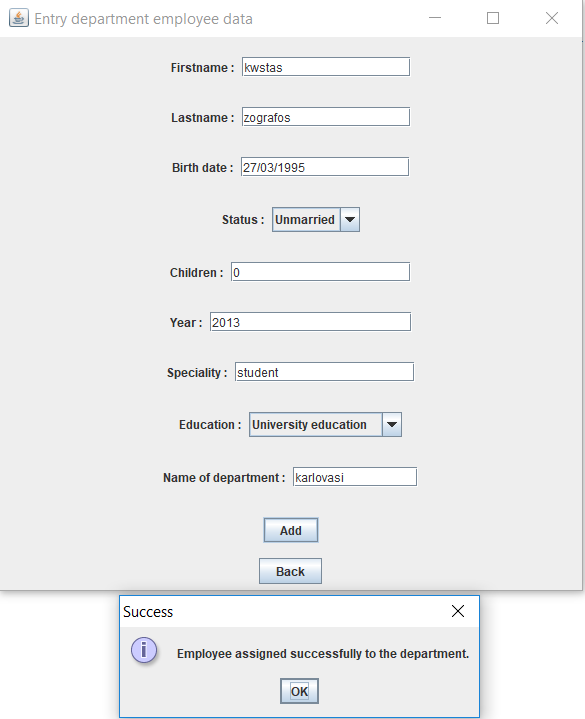 Entry department employee data
Firstname : kwstas
Lastname : zografos
Birth date : 27/03/1995
Status : Unmarried
Children : 0
Year : 2013
Speciality : student
Education : University education
Name of department : karlovasi
Add
Back
Success
Employee assigned successfully to the department.
OK